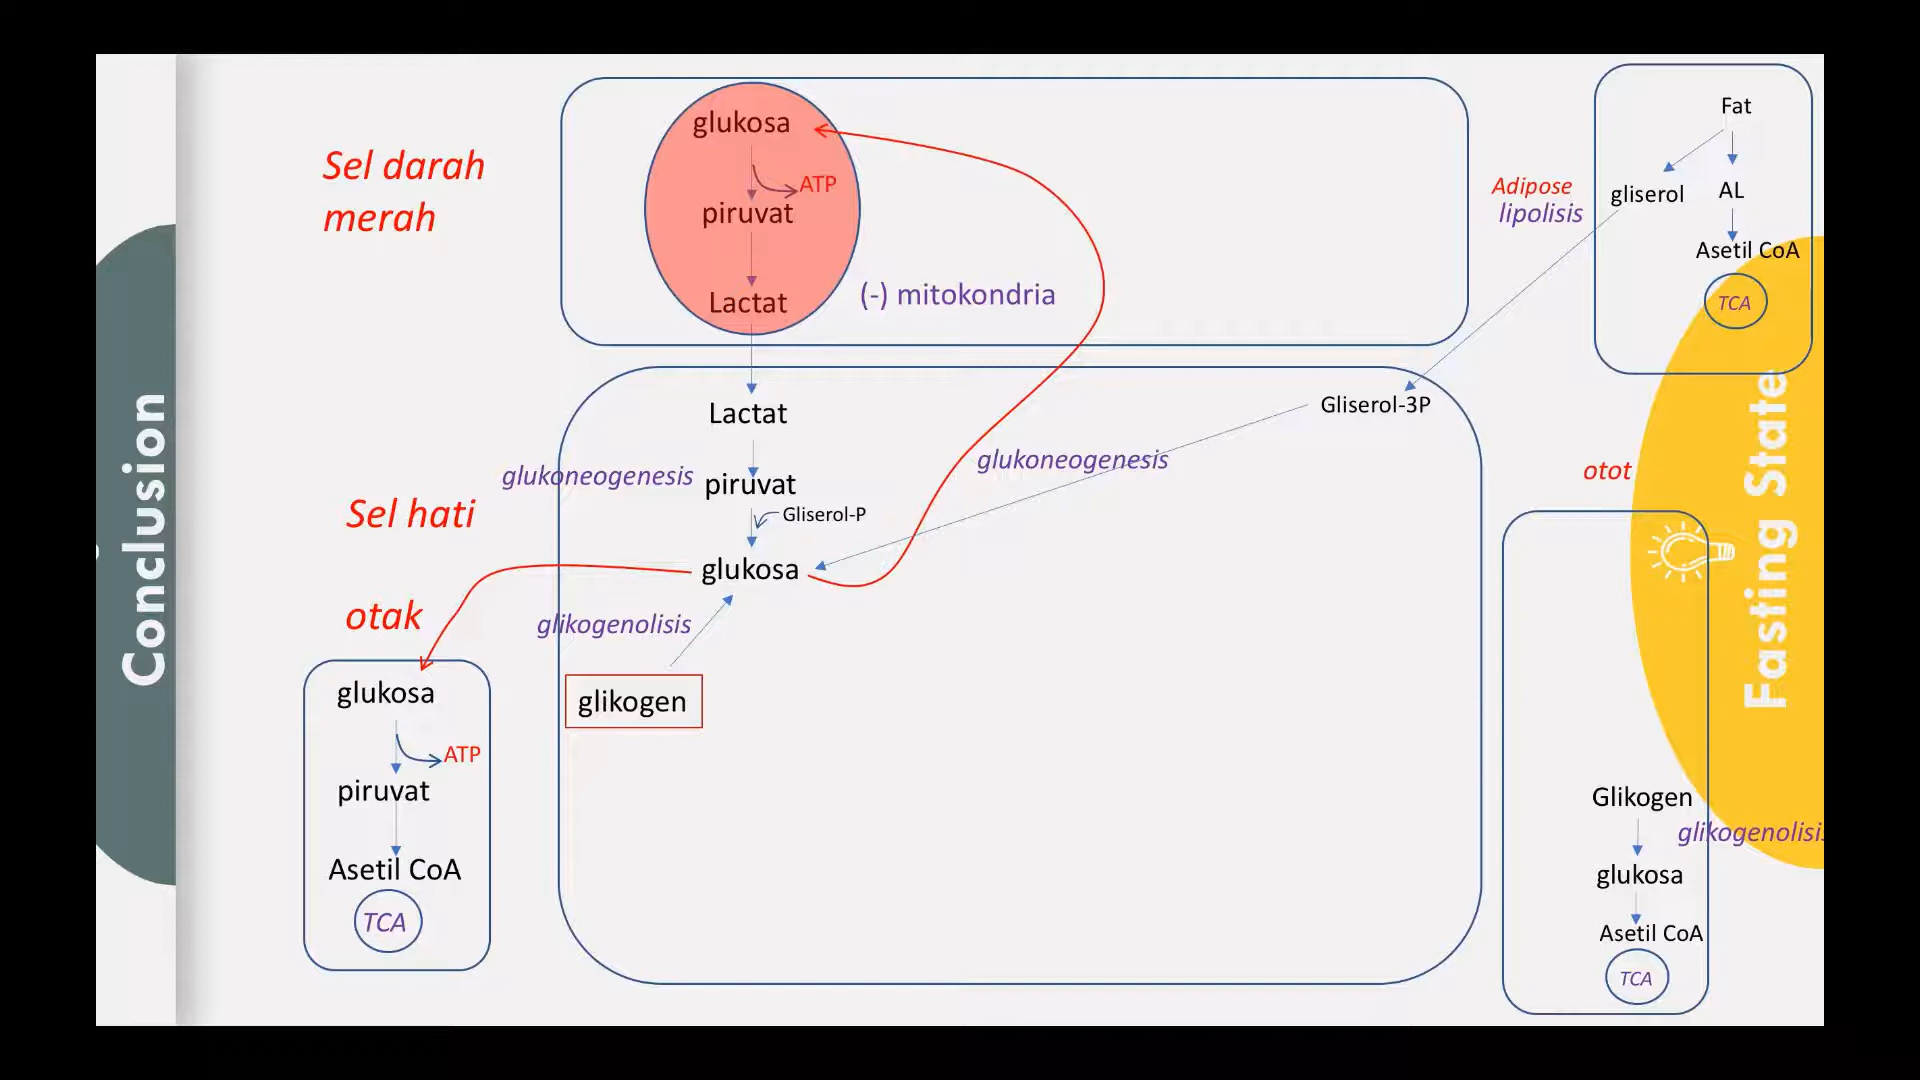 Conclusion
Sel darah
merah
glukosa
ATP
piruvat
Lactat
(-) mitokondria
Adipose
lipolisis
Fat
gliserol
AL
Asetil CoA
TCA
Sel hati
Lactat
glukoneogenesis
piruvat
Gliserol-P
glukosa
glikogenolisis
glikogen
glukoneogenesis
Gliserol-3P
otak
glukosa
ATP
piruvat
Asetil CoA
TCA
otot
Glikogen
glikogenolisis
glukosa
Asetil CoA
TCA
Fasting State